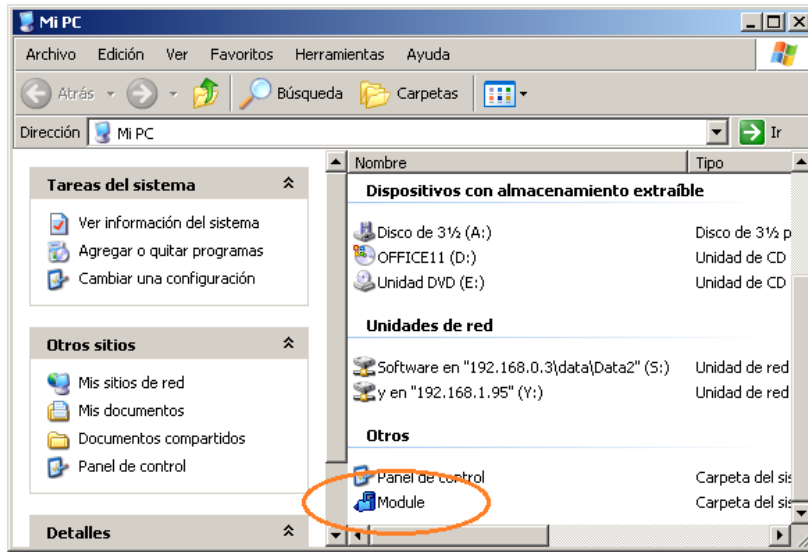 Mi PC
Archivo Edición Ver Favoritos Herramientas Ayuda
Atrás Búsqueda Carpetas
Dirección Mi PC Ir
Tareas del sistema
Ver información del sistema
Agregar o quitar programas
Cambiar una configuración
Otros sitios
Mis sitios de red
Mis documentos
Documentos compartidos
Panel de control
Detalles
Nombre Tipo
Dispositivos con almacenamiento extraíble
Disco de 3½ (A:) Disco de 3½ p
OFFICE11 (D:) Unidad de CD
Unidad DVD (E:) Unidad de CD
Unidades de red
Software en "192.168.0.3\data\Data2" (S:) Unidad de red
y en "192.168.1.95" (Y:) Unidad de red
Otros
Panel de control Carpeta del sis
Module Carpeta del sis